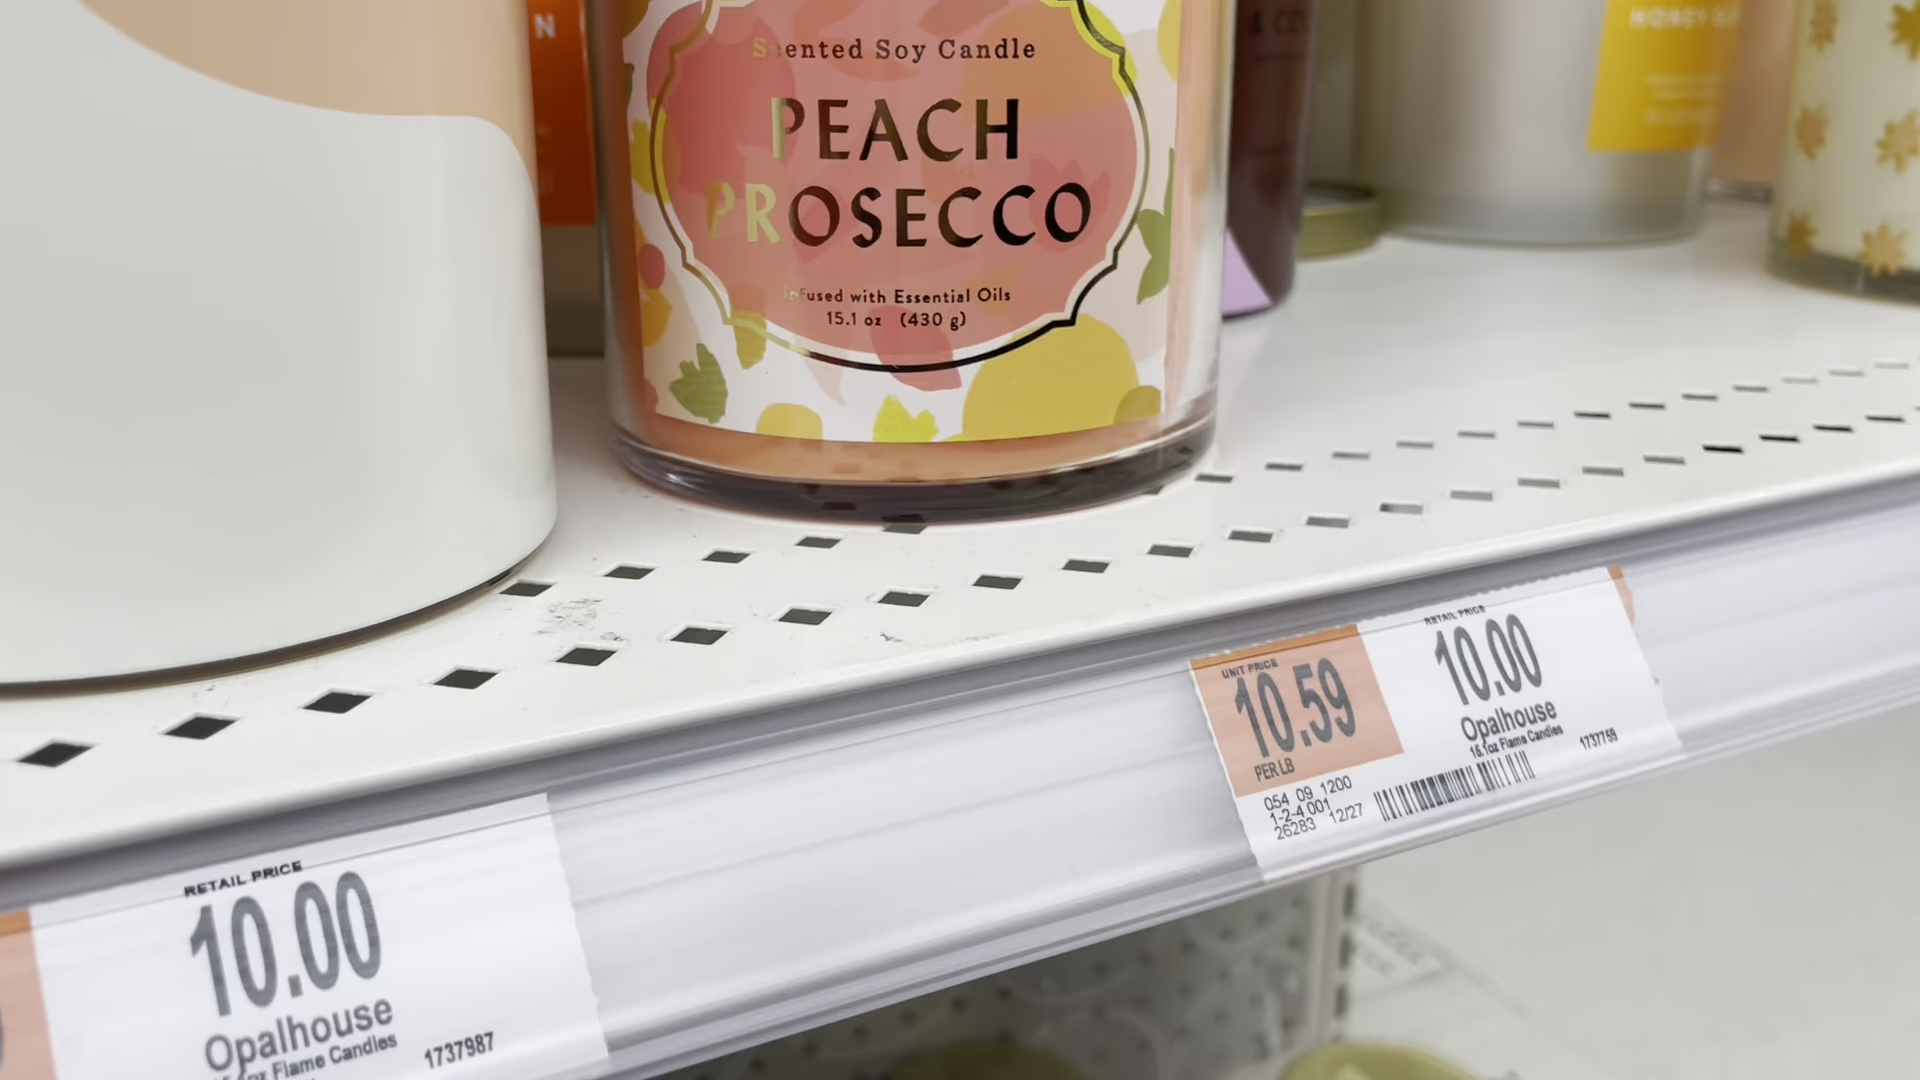 N
Scented Soy Candle
PEACH
PROSECCO
Infused with Essential Oils
15.1 oz (430 g)
UNIT PRICE
10.59
PER LB
RETAIL PRICE
10.00
Opalhouse
15.1oz Flame Candles
1737759
054 09 1200
1-2-4 001
26283 12/27
RETAIL PRICE
10.00
Opalhouse
Flame Candles
1737987